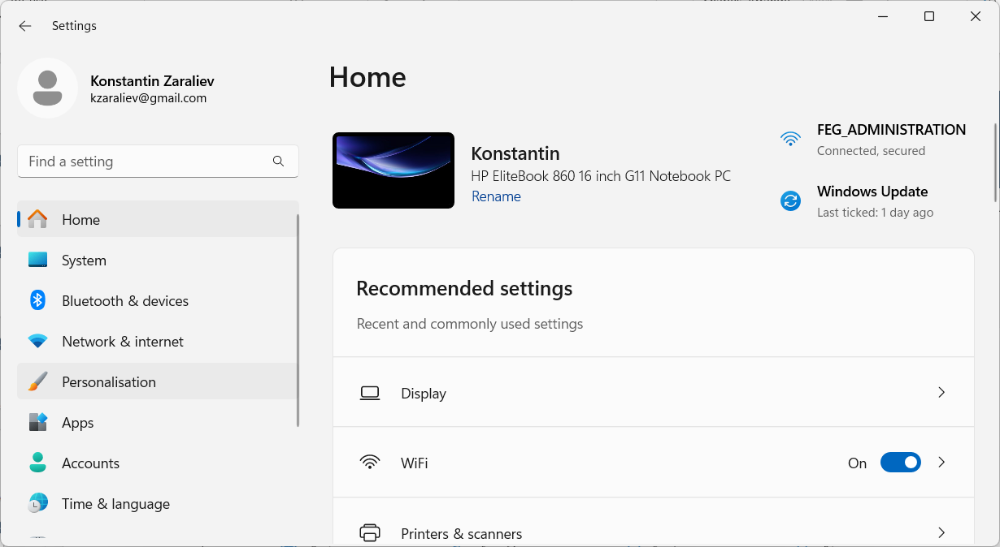 Settings
Konstantin Zaraliev
kzaraliev@gmail.com
Find a setting
Home
System
Bluetooth & devices
Network & internet
Personalisation
Apps
Accounts
Time & language
Home
Konstantin
HP EliteBook 860 16 inch G11 Notebook PC
Rename
FEG_ADMINISTRATION
Connected, secured
Windows Update
Last ticked: 1 day ago
Recommended settings
Recent and commonly used settings
Display
WiFi
On
Printers & scanners